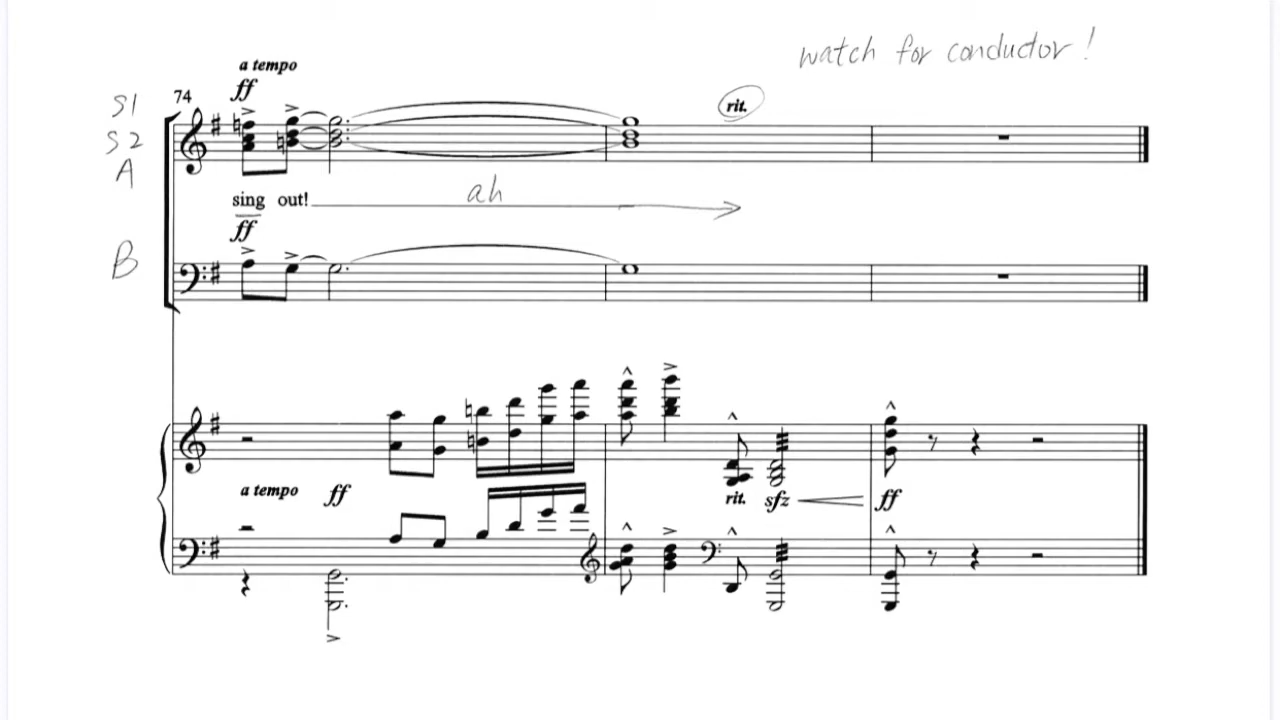 watch for conductor!
a tempo
ff
S1
74
rit.
S2
A
sing out!
ah
ff
B
a tempo
ff
rit. sfz ff